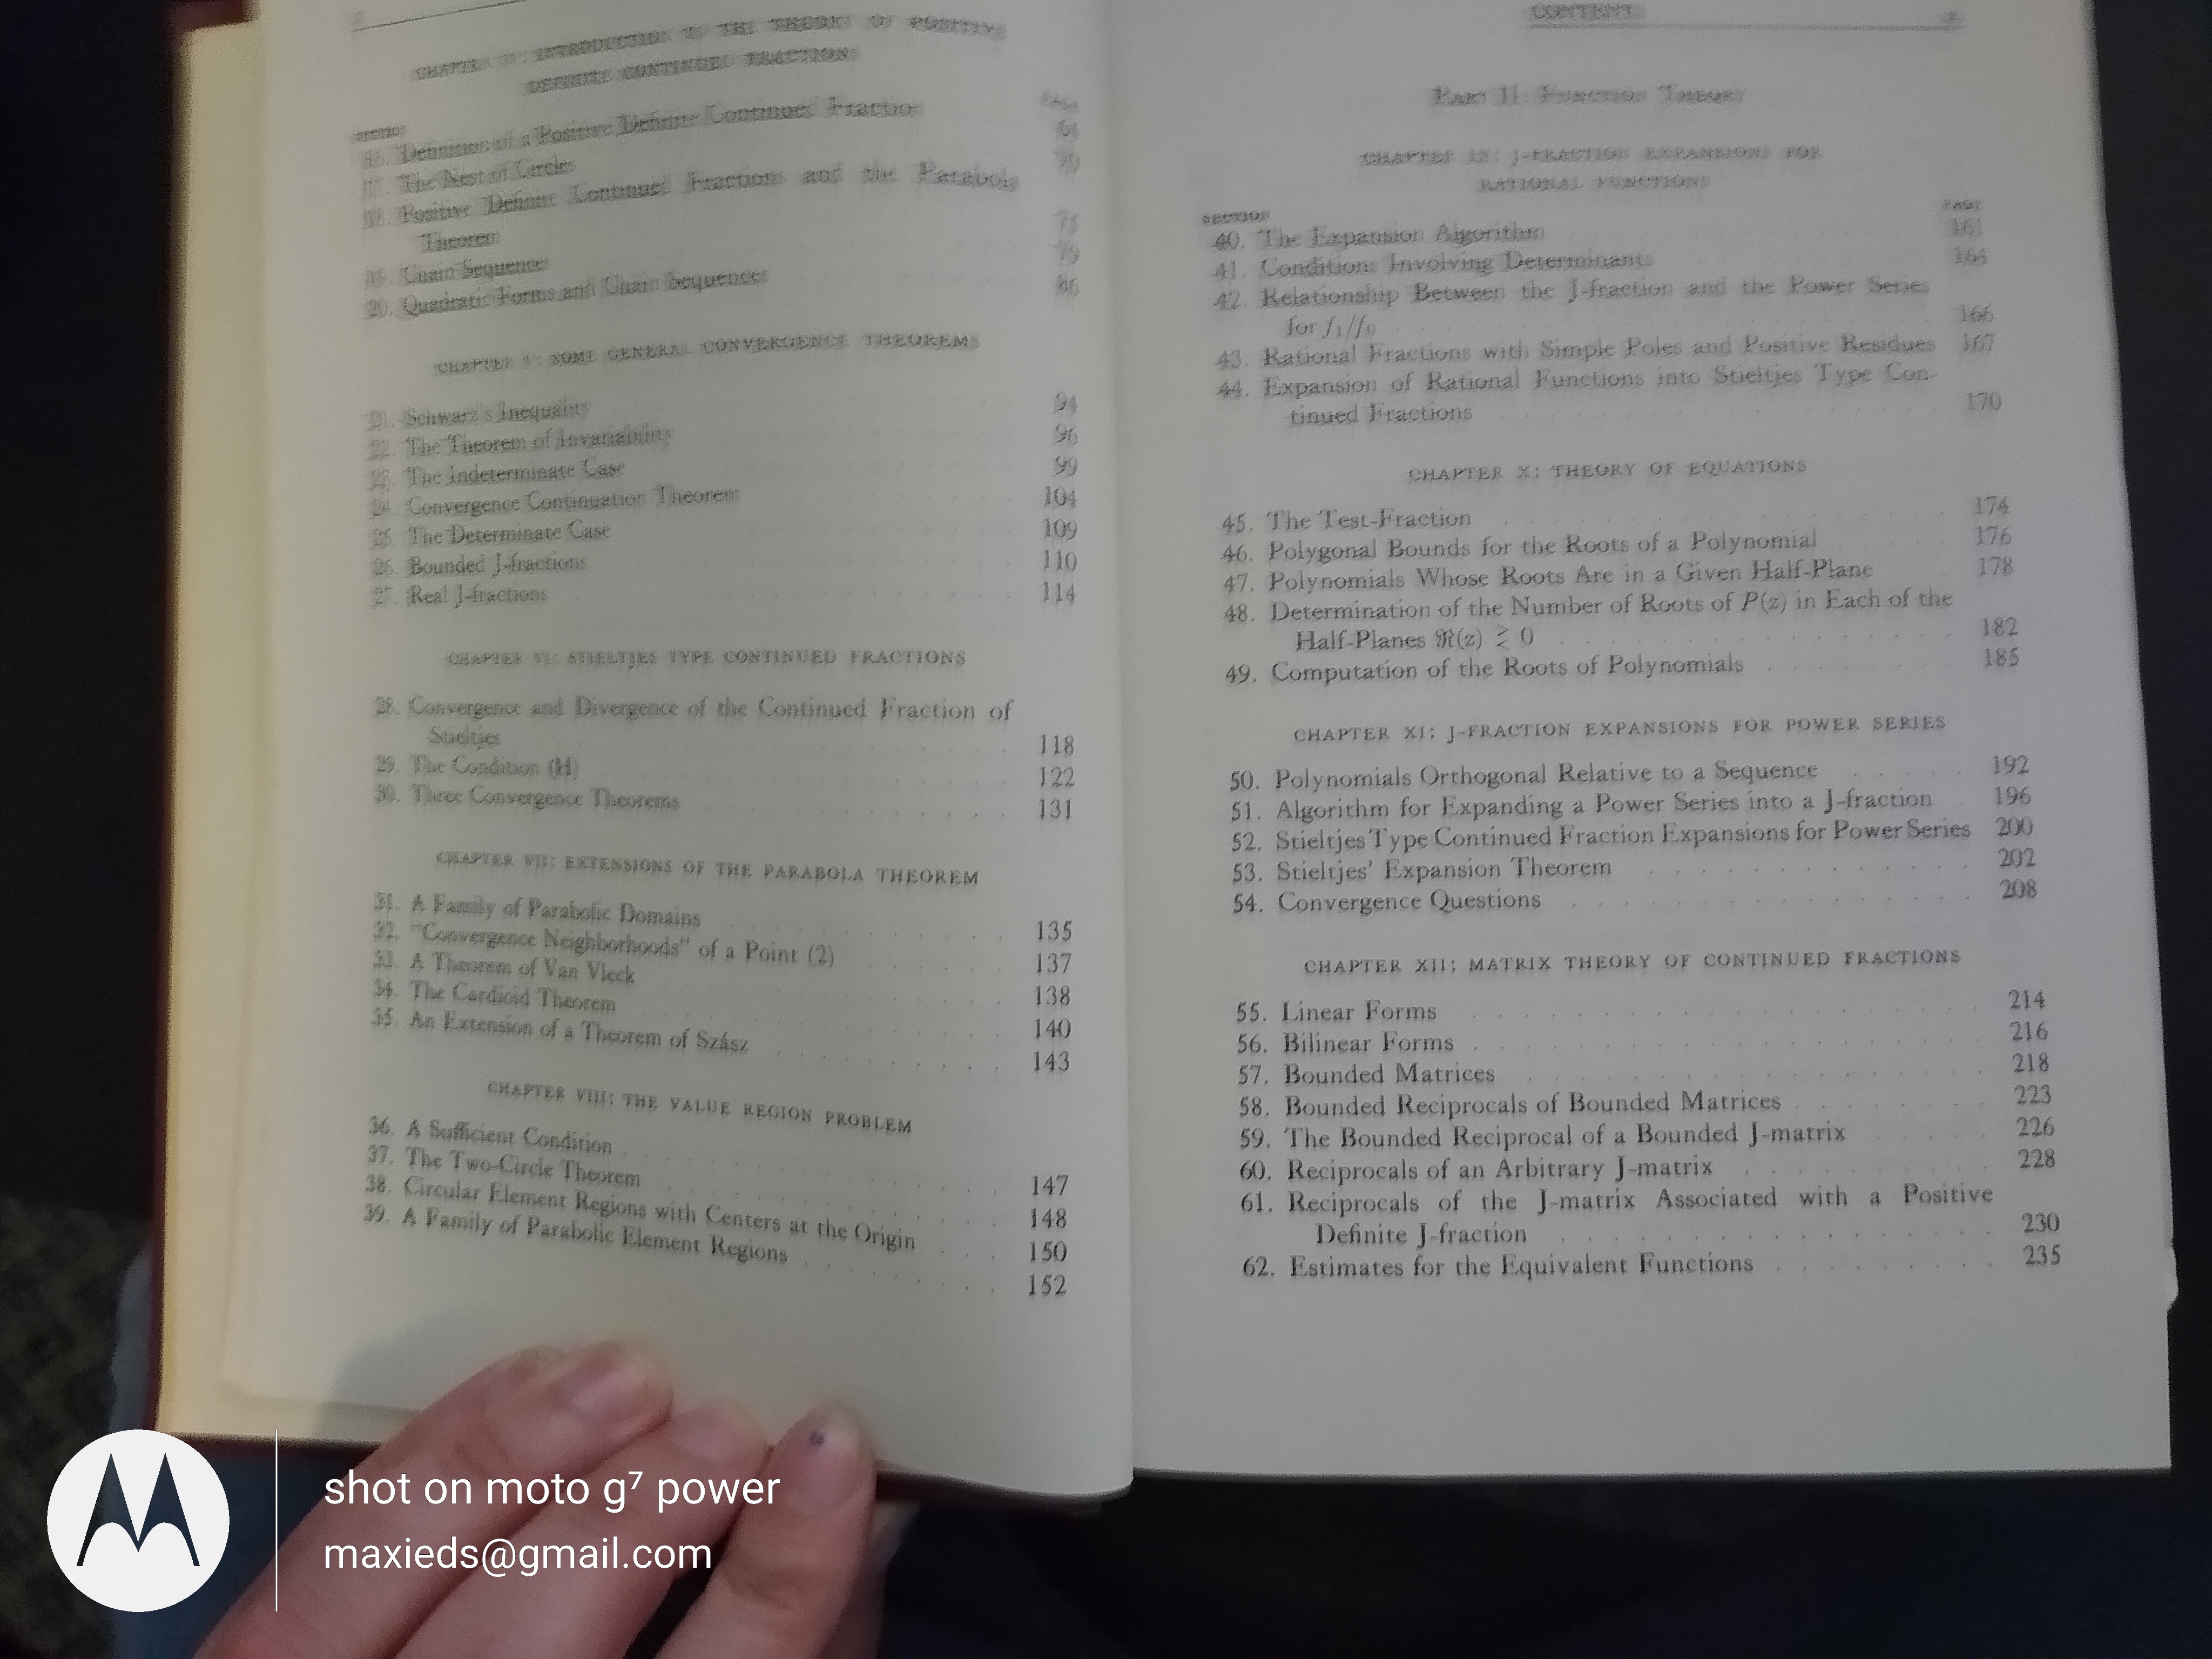 CHAPTER IV: INTRODUCTION TO THE THEORY OF POSITIVE
DEFINITE CONTINUED FRACTIONS
SECTION PAGE
16. Definition of a Positive Definite Continued Fraction
17. The Nest of Circles
18. Positive Definite Continued Fractions and the Parabola
Theorem 75
19. Chain Sequences 79
20. Quadratic Forms and Chain Sequences 86
CHAPTER V: SOME GENERAL CONVERGENCE THEOREMS
21. Schwarz's Inequality 94
22. The Theorem of Invariability 96
23. The Indeterminate Case 99
24. Convergence Continuation Theorem 104
25. The Determinate Case 109
26. Bounded J-fractions 110
27. Real J-fractions 114
CHAPTER VI: STIELTJES TYPE CONTINUED FRACTIONS
28. Convergence and Divergence of the Continued Fraction of
Stieltjes 118
29. The Condition (H) 122
30. Three Convergence Theorems 131
CHAPTER VII: EXTENSIONS OF THE PARABOLA THEOREM
31. A Family of Parabolic Domains 135
32. "Convergence Neighborhoods" of a Point (2) 137
33. A Theorem of Van Vleck 138
34. The Cardioid Theorem 140
35. An Extension of a Theorem of Szász 143
CHAPTER VIII: THE VALUE REGION PROBLEM
36. A Sufficient Condition 147
37. The Two-Circle Theorem 148
38. Circular Element Regions with Centers at the Origin 150
39. A Family of Parabolic Element Regions 152
CONTENTS
PART II: FUNCTION THEORY
CHAPTER IX: J-FRACTION EXPANSIONS FOR
RATIONAL FUNCTIONS
SECTION PAGE
40. The Expansion Algorithm 161
41. Conditions Involving Determinants 164
42. Relationship Between the J-fraction and the Power Series
for f₁/f₀ 166
43. Rational Fractions with Simple Poles and Positive Residues 167
44. Expansion of Rational Functions into Stieltjes Type Con-
tinued Fractions 170
CHAPTER X: THEORY OF EQUATIONS
45. The Test-Fraction 174
46. Polygonal Bounds for the Roots of a Polynomial 176
47. Polynomials Whose Roots Are in a Given Half-Plane 178
48. Determination of the Number of Roots of P(z) in Each of the
Half-Planes ℜ(z) ≷ 0 182
49. Computation of the Roots of Polynomials 185
CHAPTER XI: J-FRACTION EXPANSIONS FOR POWER SERIES
50. Polynomials Orthogonal Relative to a Sequence 192
51. Algorithm for Expanding a Power Series into a J-fraction 196
52. Stieltjes Type Continued Fraction Expansions for Power Series 200
53. Stieltjes' Expansion Theorem 202
54. Convergence Questions 208
CHAPTER XII: MATRIX THEORY OF CONTINUED FRACTIONS
55. Linear Forms 214
56. Bilinear Forms 216
57. Bounded Matrices 218
58. Bounded Reciprocals of Bounded Matrices 223
59. The Bounded Reciprocal of a Bounded J-matrix 226
60. Reciprocals of an Arbitrary J-matrix 228
61. Reciprocals of the J-matrix Associated with a Positive
Definite J-fraction 230
62. Estimates for the Equivalent Functions 235
shot on moto g⁷ power
maxieds@gmail.com